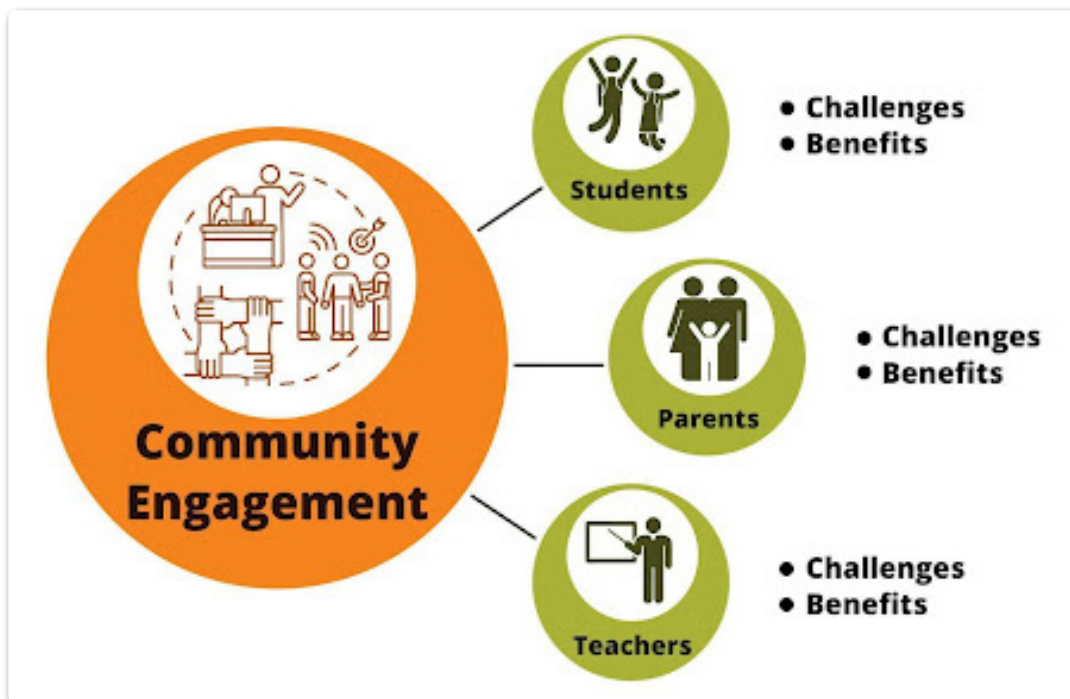 Community
Engagement
Students
• Challenges
• Benefits
Parents
• Challenges
• Benefits
Teachers
• Challenges
• Benefits